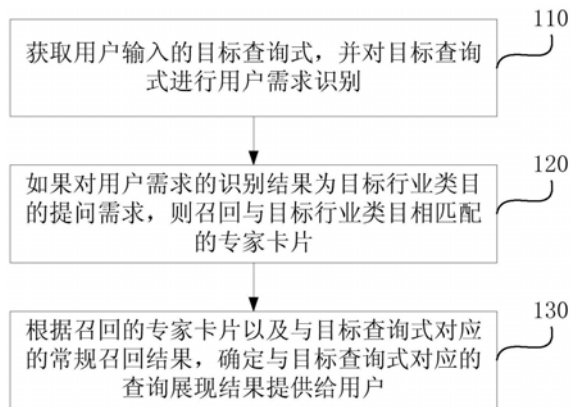 110
获取用户输入的目标查询式，并对目标查询
式进行用户需求识别
120
如果对用户需求的识别结果为目标行业类目
的提问需求，则召回与目标行业类目相匹配
的专家卡片
130
根据召回的专家卡片以及与目标查询式对应
的常规召回结果，确定与目标查询式对应的
查询展现结果提供给用户